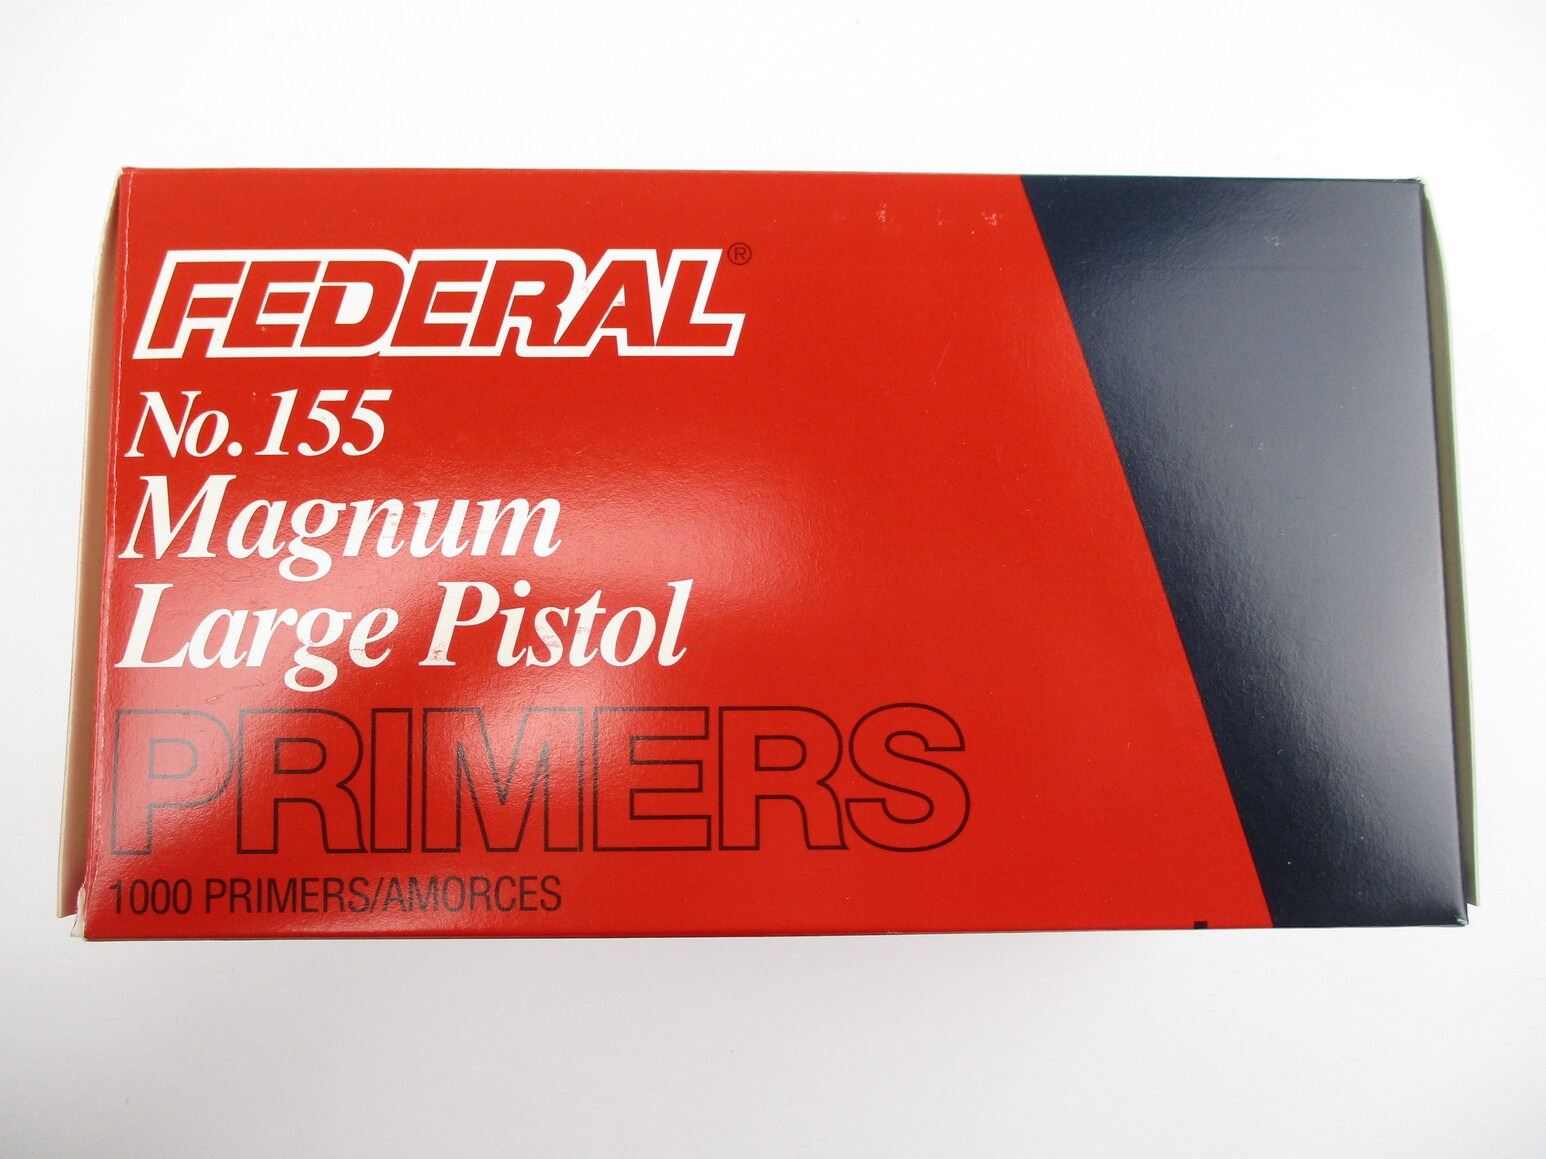 FEDERAL®
No. 155
Magnum
Large Pistol
PRIMERS
1000 PRIMERS/AMORCES